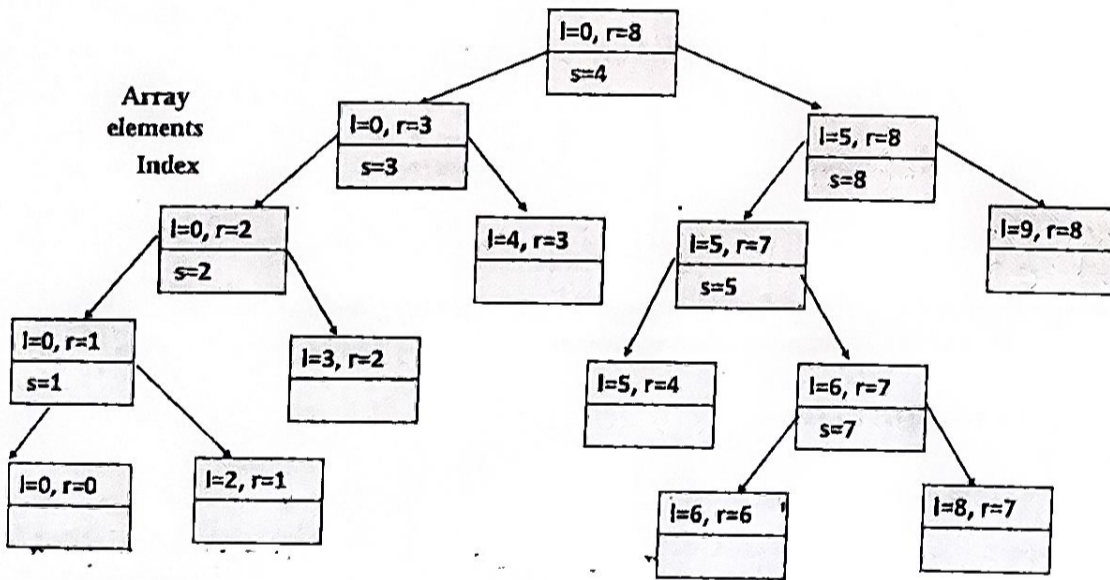 l=0, r=8
s=4
Array
elements
Index
l=0, r=3
s=3
l=5, r=8
s=8
l=0, r=2
s=2
l=4, r=3
l=5, r=7
s=5
l=9, r=8
l=0, r=1
s=1
l=3, r=2
l=5, r=4
l=6, r=7
s=7
l=0, r=0
l=2, r=1
l=6, r=6
l=8, r=7